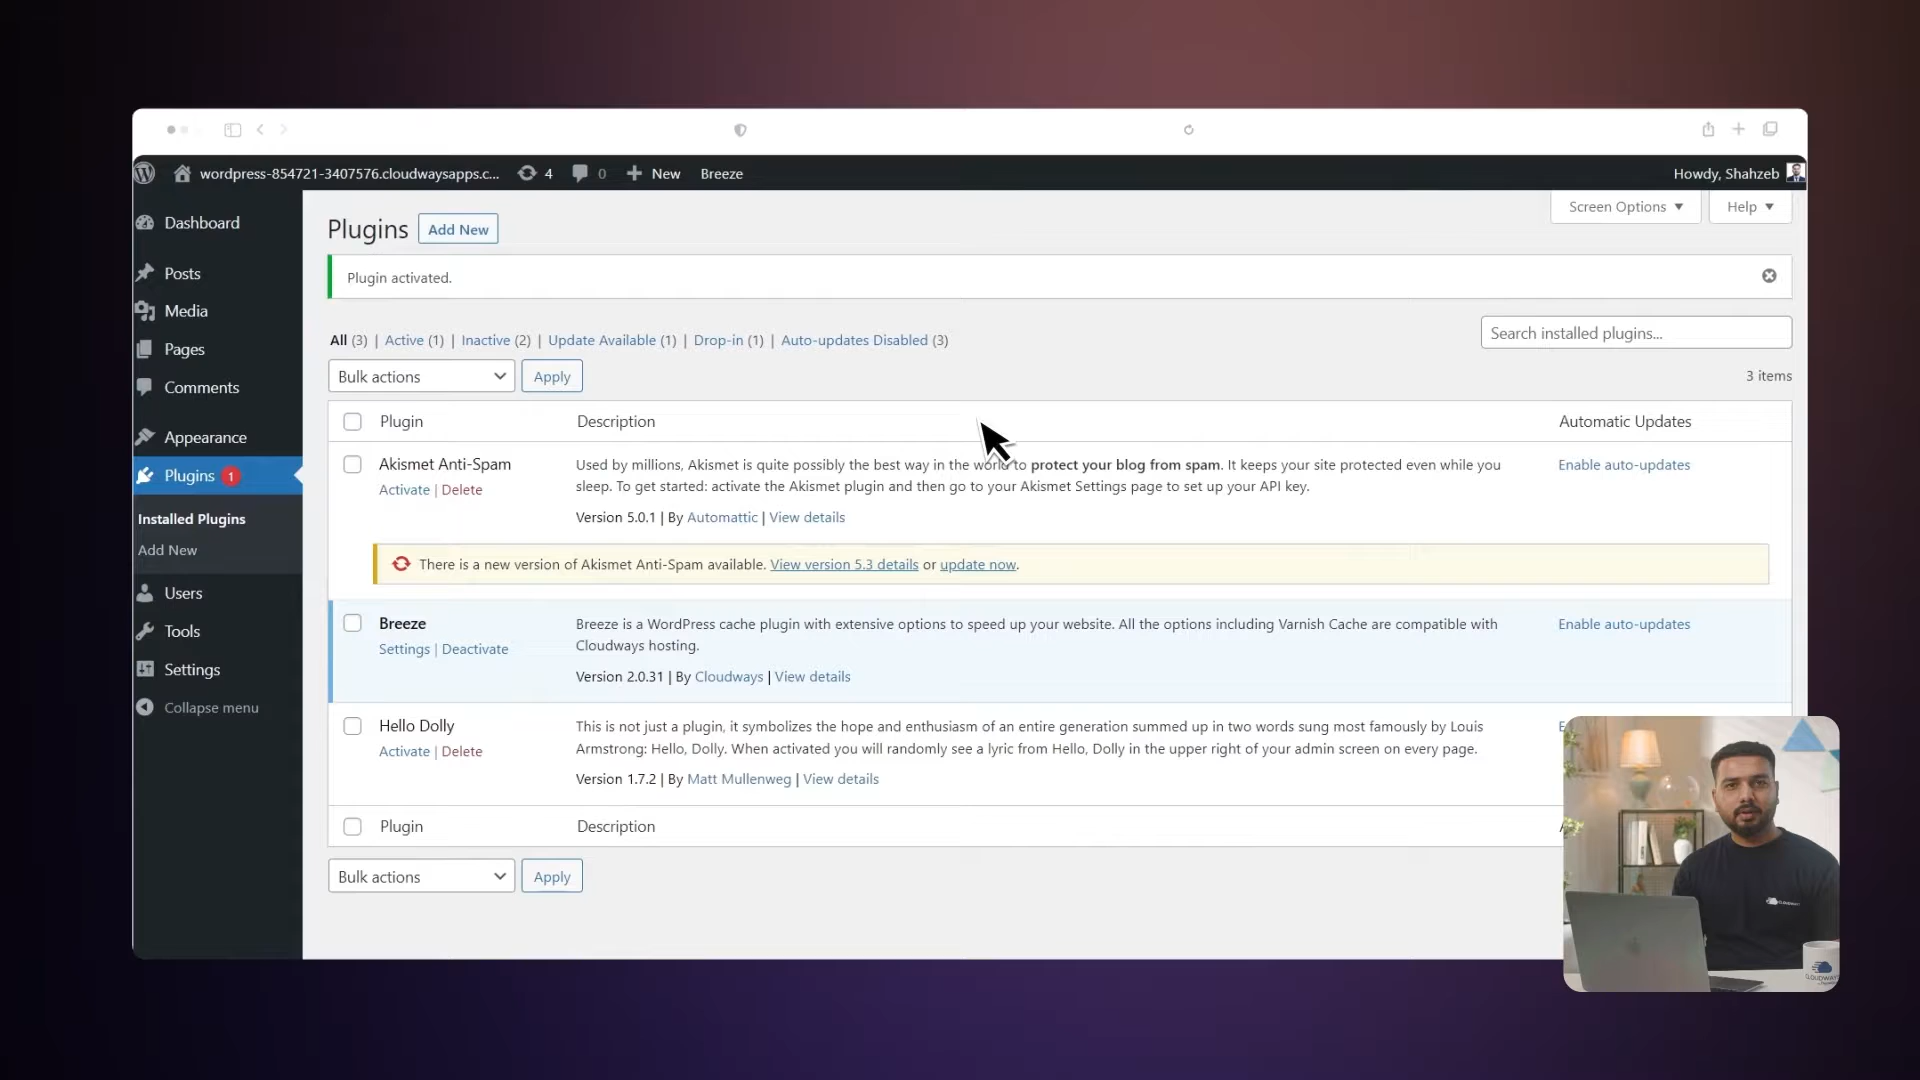 wordpress-854721-3407576.cloudwaysapps.c... 4 0 New Breeze Howdy, Shahzeb
Dashboard
Posts
Media
Pages
Comments
Appearance
Plugins 1
Installed Plugins
Add New
Users
Tools
Settings
Collapse menu
Screen Options Help
Plugins Add New
Plugin activated.
All (3) | Active (1) | Inactive (2) | Update Available (1) | Drop-in (1) | Auto-updates Disabled (3)
Search installed plugins...
Bulk actions Apply 3 items
Plugin Description Automatic Updates
Akismet Anti-Spam
Activate | Delete
Used by millions, Akismet is quite possibly the best way in the world to protect your blog from spam. It keeps your site protected even while you
sleep. To get started: activate the Akismet plugin and then go to your Akismet Settings page to set up your API key.
Version 5.0.1 | By Automattic | View details
Enable auto-updates
There is a new version of Akismet Anti-Spam available. View version 5.3 details or update now.
Breeze
Settings | Deactivate
Breeze is a WordPress cache plugin with extensive options to speed up your website. All the options including Varnish Cache are compatible with
Cloudways hosting.
Version 2.0.31 | By Cloudways | View details
Enable auto-updates
Hello Dolly
Activate | Delete
This is not just a plugin, it symbolizes the hope and enthusiasm of an entire generation summed up in two words sung most famously by Louis
Armstrong: Hello, Dolly. When activated you will randomly see a lyric from Hello, Dolly in the upper right of your admin screen on every page.
Version 1.7.2 | By Matt Mullenweg | View details
Plugin Description
Bulk actions Apply